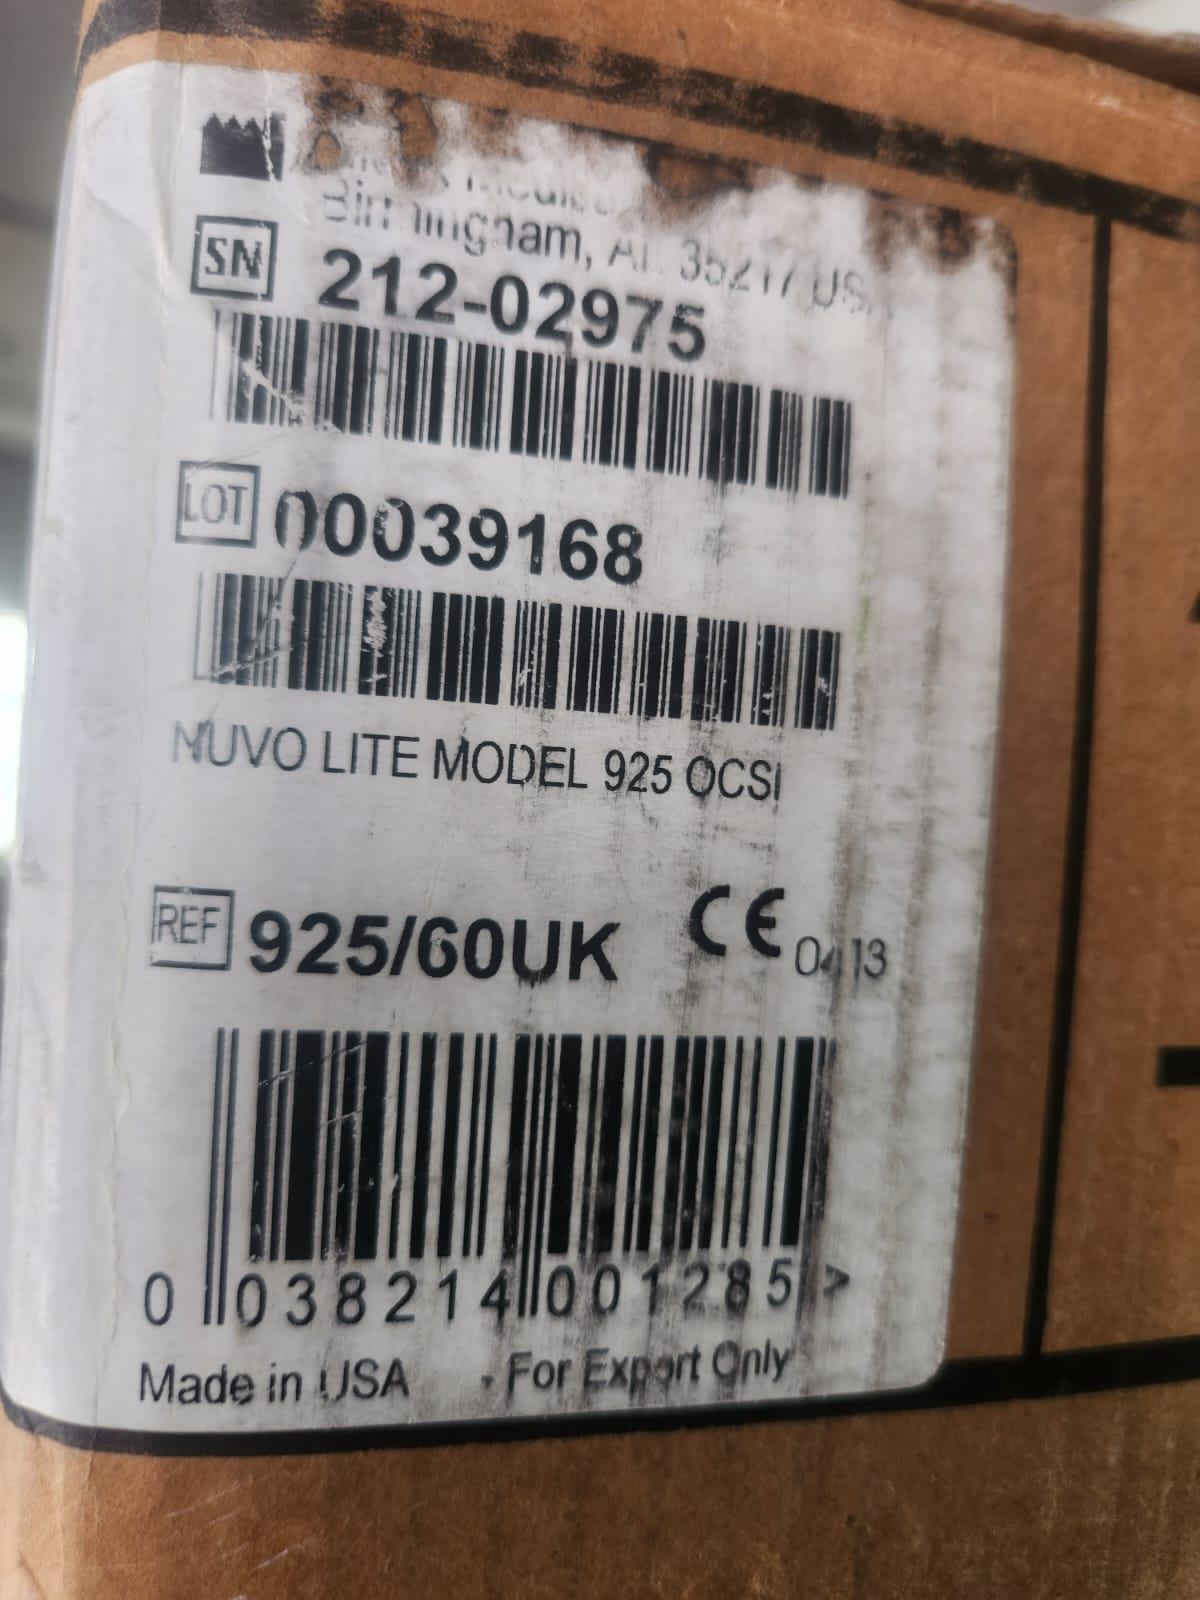 Birmingham, AL 35217 USA
SN 212-02975
LOT 00039168
NUVO LITE MODEL 925 OCSI
REF 925/60UK CE 0413
0 038214 001285 >
Made in USA - For Export Only